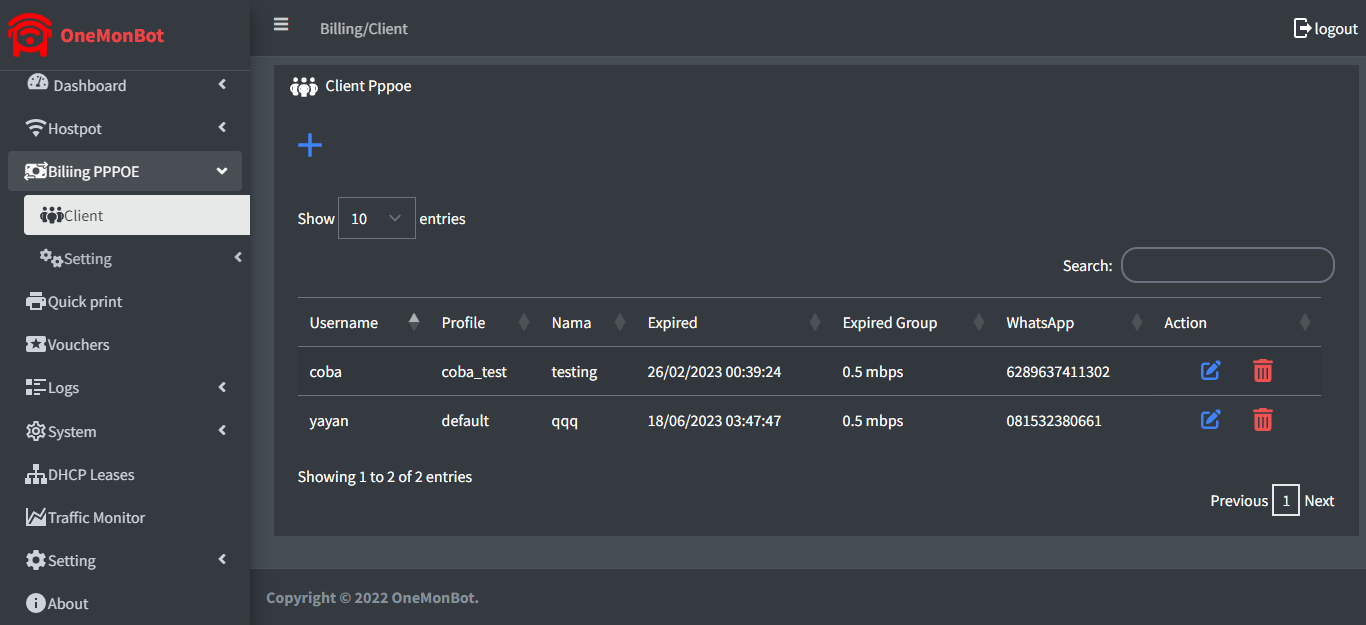 OneMonBot
Dashboard
Hostpot
Biliing PPPOE
Client
Setting
Quick print
Vouchers
Logs
System
DHCP Leases
Traffic Monitor
Setting
About
Billing/Client
logout
Client Pppoe
Show 10 entries
Search:
Username Profile Nama Expired Expired Group WhatsApp Action
coba coba_test testing 26/02/2023 00:39:24 0.5 mbps 6289637411302
yayan default qqq 18/06/2023 03:47:47 0.5 mbps 081532380661
Showing 1 to 2 of 2 entries
Previous 1 Next
Copyright © 2022 OneMonBot.